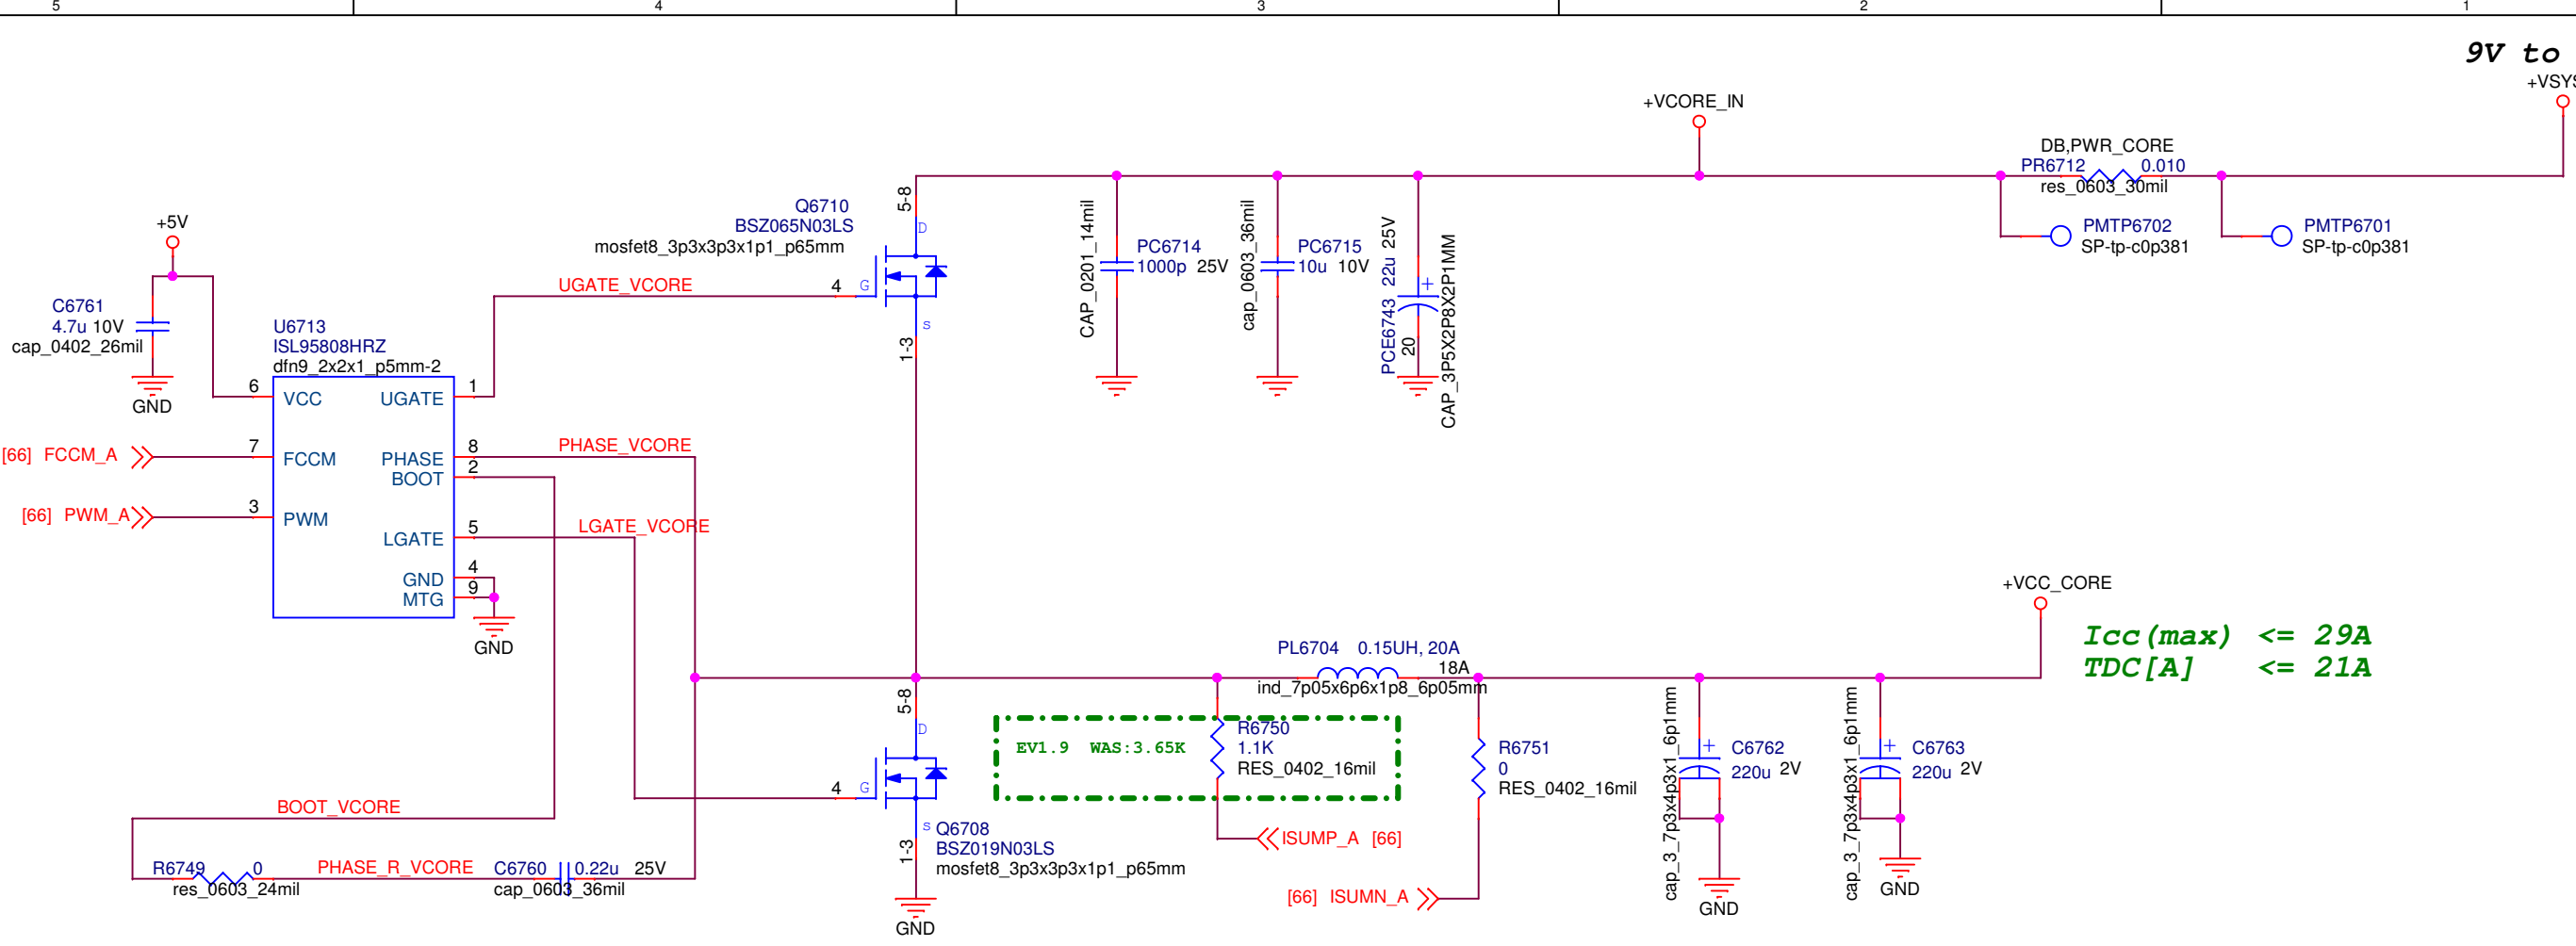 5
4
3
2
1
9V to
+VSYS
+VCORE_IN
DB,PWR_CORE
PR6712 0.010
res_0603_30mil
PMTP6702
SP-tp-c0p381
PMTP6701
SP-tp-c0p381
Q6710
BSZ065N03LS
mosfet8_3p3x3p3x1p1_p65mm
5-8
D
4
G
S
1-3
CAP_0201_14mil
PC6714
1000p 25V
cap_0603_36mil
PC6715
10u 10V
PCE6743 22u 25V
20
CAP_3P5X2P8X2P1MM
+
+5V
C6761
4.7u 10V
cap_0402_26mil
GND
U6713
ISL95808HRZ
dfn9_2x2x1_p5mm-2
6
VCC
7
FCCM
3
PWM
UGATE
1
PHASE
8
BOOT
2
LGATE
5
GND
4
MTG
9
GND
UGATE_VCORE
PHASE_VCORE
LGATE_VCORE
[66] FCCM_A
[66] PWM_A
BOOT_VCORE
R6749 0
res_0603_24mil
PHASE_R_VCORE
C6760 0.22u 25V
cap_0603_36mil
5-8
D
4
G
S
1-3
Q6708
BSZ019N03LS
mosfet8_3p3x3p3x1p1_p65mm
GND
PL6704 0.15UH, 20A
18A
ind_7p05x6p6x1p8_6p05mm
EV1.9 WAS:3.65K
R6750
1.1K
RES_0402_16mil
ISUMP_A [66]
R6751
0
RES_0402_16mil
[66] ISUMN_A
cap_3_7p3x4p3x1_6p1mm
+
C6762
220u 2V
GND
cap_3_7p3x4p3x1_6p1mm
+
C6763
220u 2V
GND
+VCC_CORE
Icc(max) <= 29A
TDC[A] <= 21A